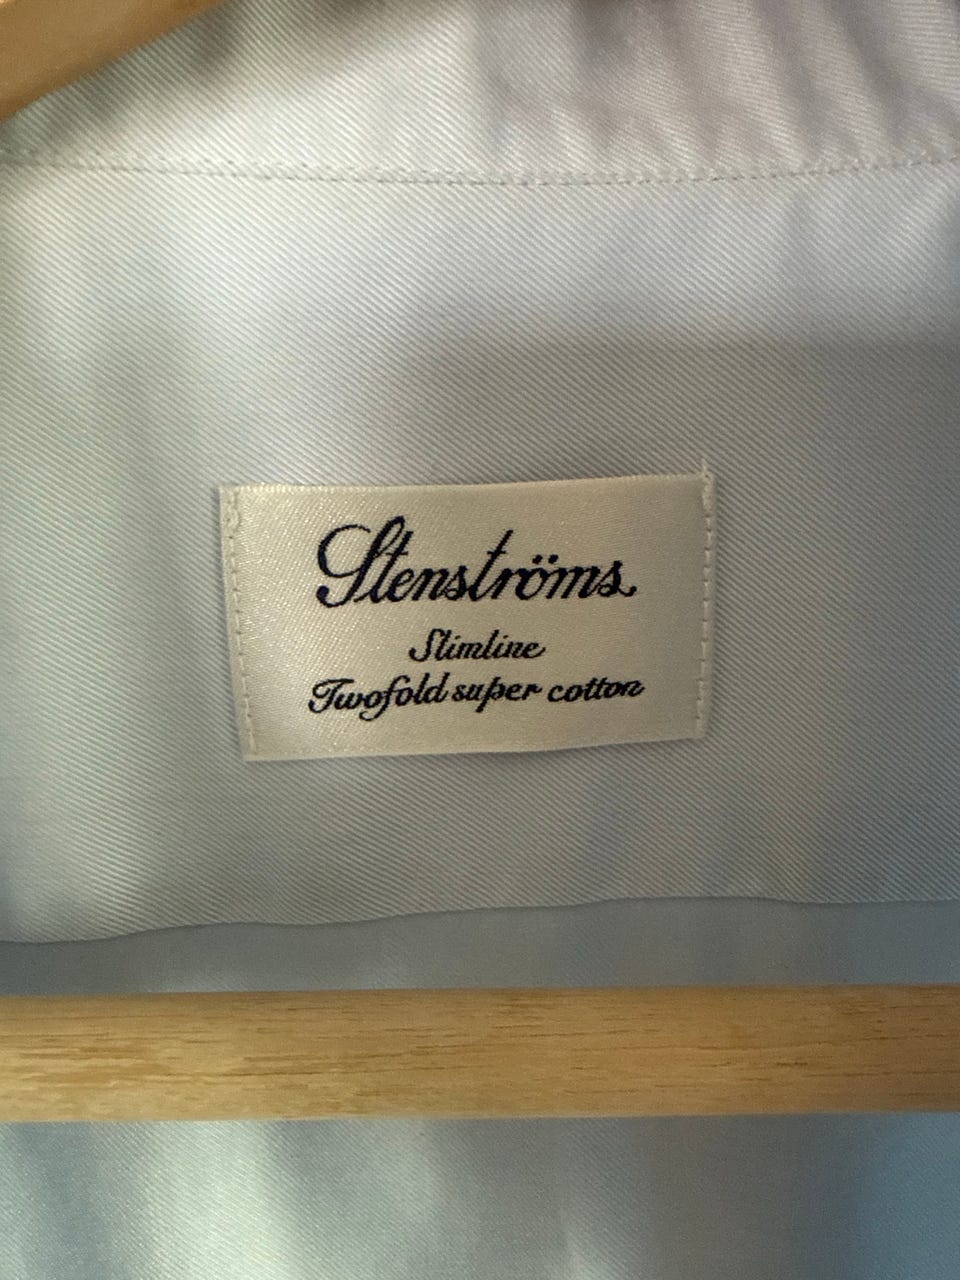 Stenströms
Slimline
Twofold super cotton